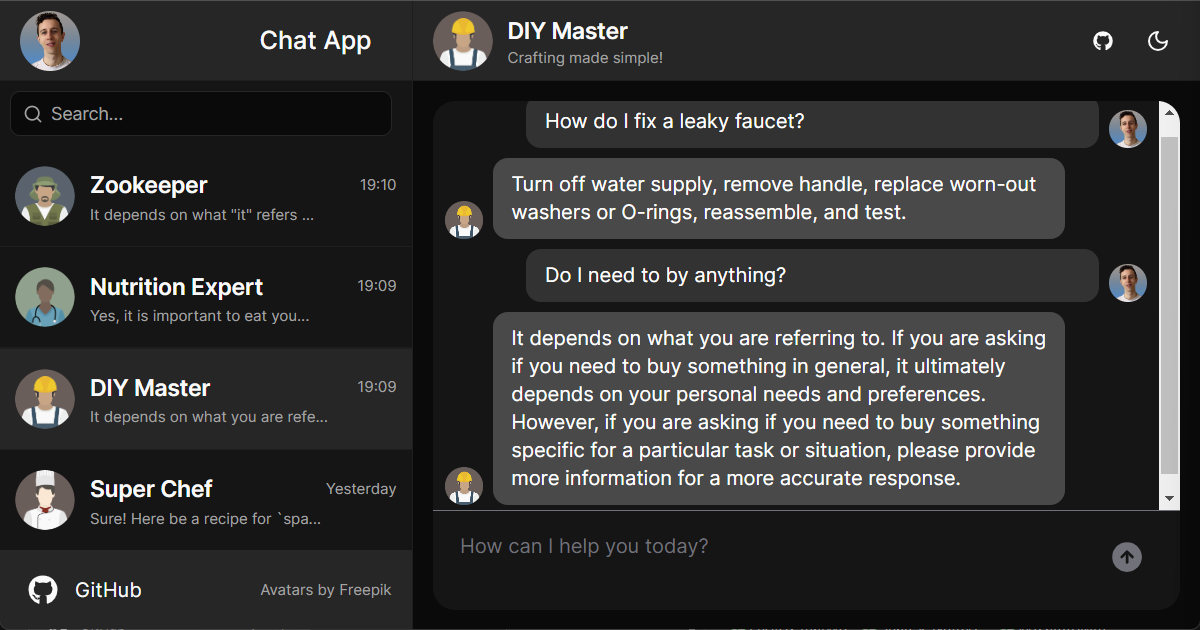 Chat App
Search...
Zookeeper
19:10
It depends on what "it" refers ...
Nutrition Expert
19:09
Yes, it is important to eat you...
DIY Master
19:09
It depends on what you are refe...
Super Chef
Yesterday
Sure! Here be a recipe for `spa...
GitHub
Avatars by Freepik
DIY Master
Crafting made simple!
How do I fix a leaky faucet?
Turn off water supply, remove handle, replace worn-out
washers or O-rings, reassemble, and test.
Do I need to by anything?
It depends on what you are referring to. If you are asking
if you need to buy something in general, it ultimately
depends on your personal needs and preferences.
However, if you are asking if you need to buy something
specific for a particular task or situation, please provide
more information for a more accurate response.
How can I help you today?